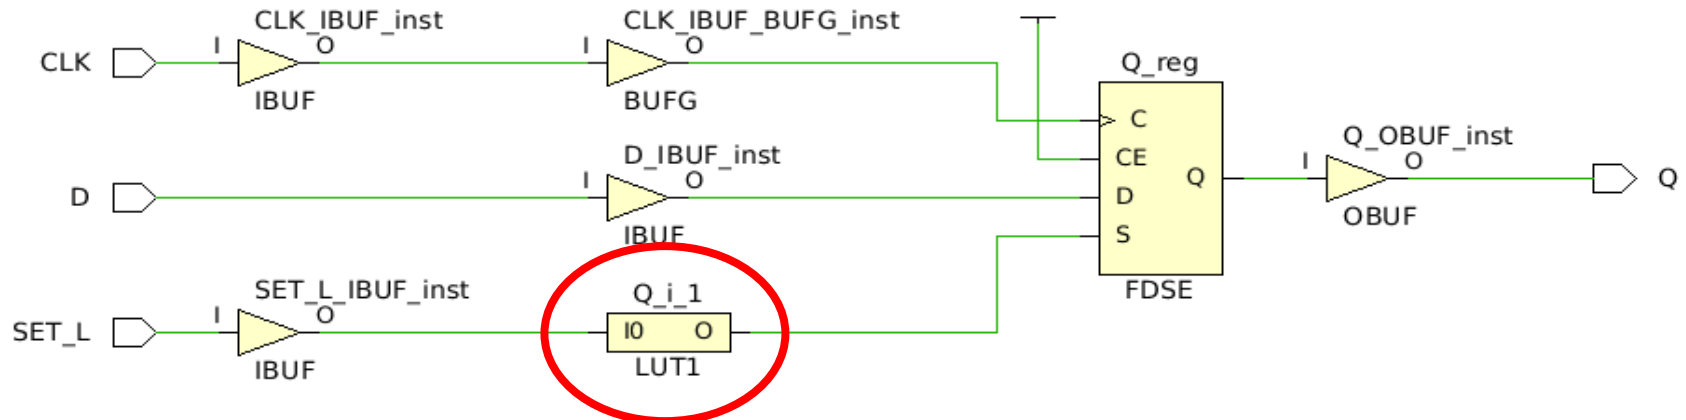 CLK_IBUF_inst
CLK_IBUF_BUFG_inst
CLK
I
O
IBUF
I
O
BUFG
Q_reg
C
CE
D
S
Q
FDSE
D_IBUF_inst
D
I
O
IBUF
Q_OBUF_inst
I
O
OBUF
Q
SET_L_IBUF_inst
SET_L
I
O
IBUF
Q_i_1
I0 O
LUT1